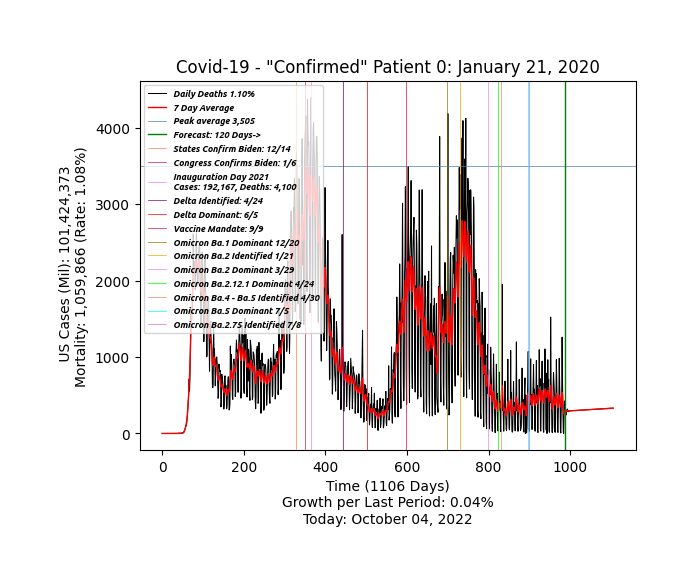 Covid-19 - "Confirmed" Patient 0: January 21, 2020
Daily Deaths 1.10%
7 Day Average
Peak average 3,505
Forecast: 120 Days->
States Confirm Biden: 12/14
Congress Confirms Biden: 1/6
Inauguration Day 2021
Cases: 192,167, Deaths: 4,100
Delta Identified: 4/24
Delta Dominant: 6/5
Vaccine Mandate: 9/9
Omicron Ba.1 Dominant 12/20
Omicron Ba.2 Identified 1/21
Omicron Ba.2 Dominant 3/29
Omicron Ba.2.12.1 Dominant 4/24
Omicron Ba.4 - Ba.5 Identified 4/30
Omicron Ba.5 Dominant 7/5
Omicron Ba.2.75 Identified 7/8
US Cases (Mil): 101,424,373
Mortality: 1,059,866 (Rate: 1.08%)
4000
3000
2000
1000
0
0 200 400 600 800 1000
Time (1106 Days)
Growth per Last Period: 0.04%
Today: October 04, 2022